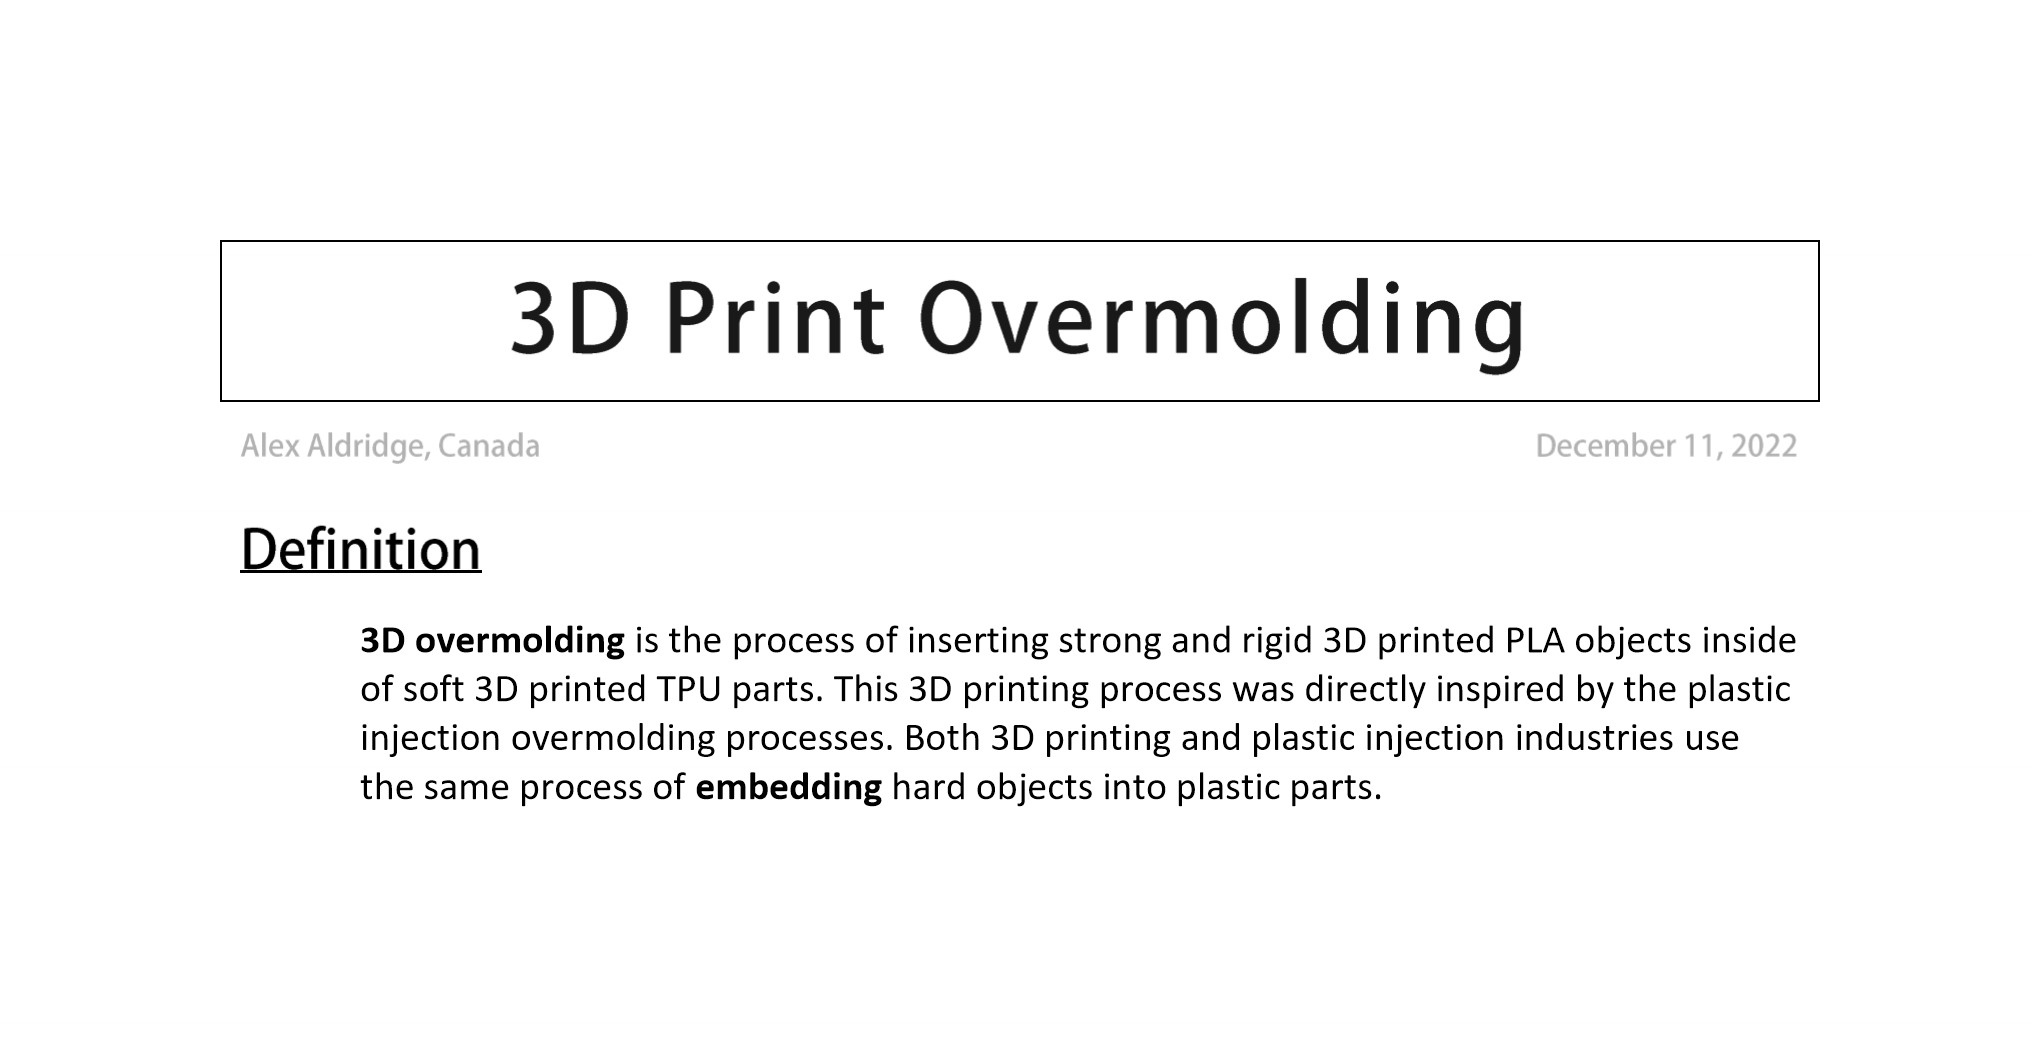 3D Print Overmolding
Alex Aldridge, Canada
December 11, 2022
Definition
3D overmolding is the process of inserting strong and rigid 3D printed PLA objects inside
of soft 3D printed TPU parts. This 3D printing process was directly inspired by the plastic
injection overmolding processes. Both 3D printing and plastic injection industries use
the same process of embedding hard objects into plastic parts.